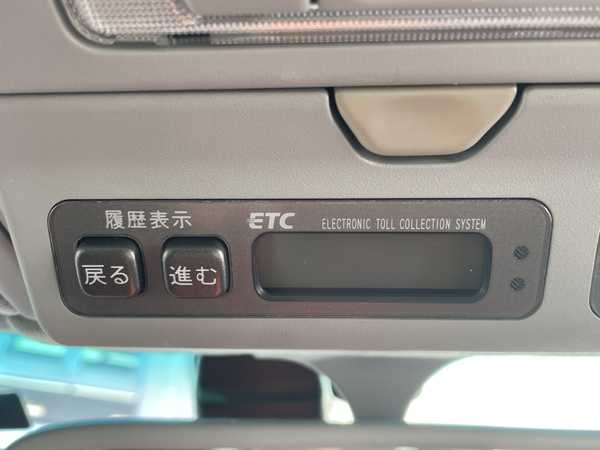 履歴表示
ETC ELECTRONIC TOLL COLLECTION SYSTEM
戻る
進む